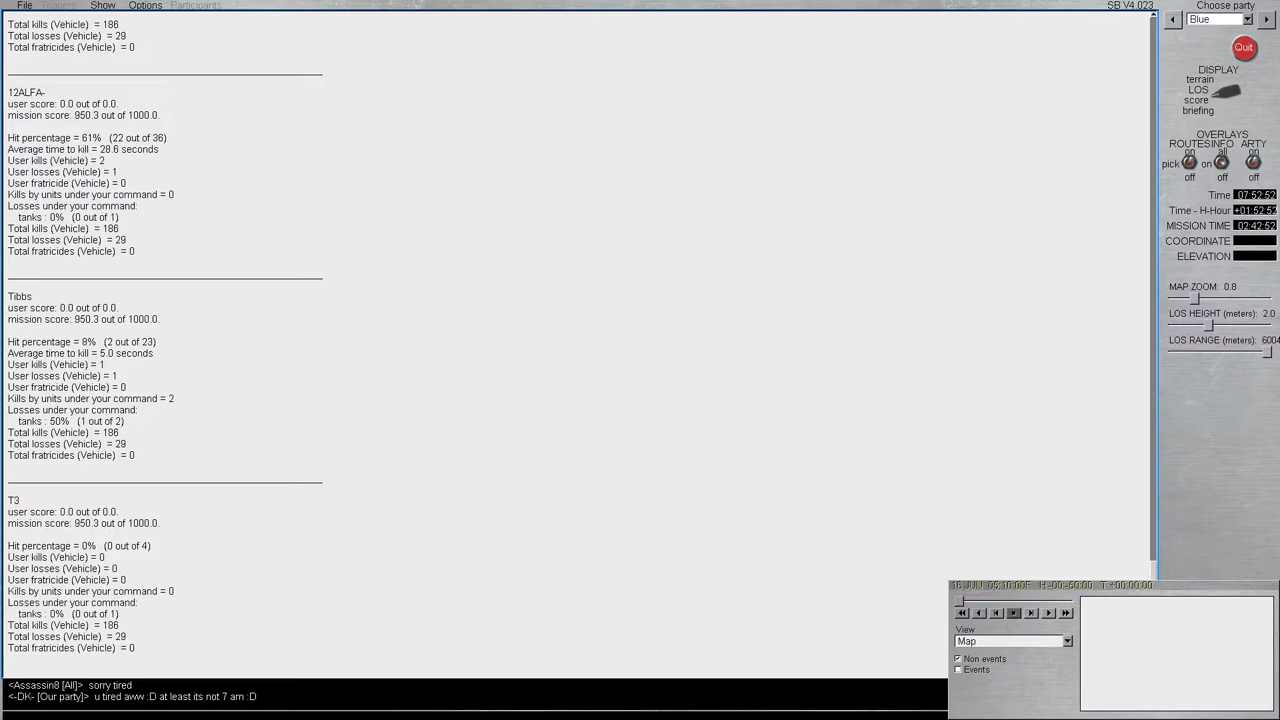 File Triggers Show Options Participants SB V4.023
Total kills (Vehicle) = 186
Total losses (Vehicle) = 29
Total fratricides (Vehicle) = 0
12ALFA-
user score: 0.0 out of 0.0.
mission score: 950.3 out of 1000.0.
Hit percentage = 61% (22 out of 36)
Average time to kill = 28.6 seconds
User kills (Vehicle) = 2
User losses (Vehicle) = 1
User fratricide (Vehicle) = 0
Kills by units under your command = 0
Losses under your command:
tanks : 0% (0 out of 1)
Total kills (Vehicle) = 186
Total losses (Vehicle) = 29
Total fratricides (Vehicle) = 0
Tibbs
user score: 0.0 out of 0.0.
mission score: 950.3 out of 1000.0.
Hit percentage = 8% (2 out of 23)
Average time to kill = 5.0 seconds
User kills (Vehicle) = 1
User losses (Vehicle) = 1
User fratricide (Vehicle) = 0
Kills by units under your command = 2
Losses under your command:
tanks : 50% (1 out of 2)
Total kills (Vehicle) = 186
Total losses (Vehicle) = 29
Total fratricides (Vehicle) = 0
T3
user score: 0.0 out of 0.0.
mission score: 950.3 out of 1000.0.
Hit percentage = 0% (0 out of 4)
User kills (Vehicle) = 0
User losses (Vehicle) = 0
User fratricide (Vehicle) = 0
Kills by units under your command = 0
Losses under your command:
tanks : 0% (0 out of 1)
Total kills (Vehicle) = 186
Total losses (Vehicle) = 29
Total fratricides (Vehicle) = 0
<Assassin8 [All]> sorry tired
<-DK- [Our party]> u tired aww :D at least its not 7 am :D
Choose party
Blue
Quit
DISPLAY
terrain
LOS
score
briefing
OVERLAYS
ROUTES INFO ARTY
on all on
pick on
off off off
Time 07:52:52
Time - H-Hour +01:52:52
MISSION TIME 02:42:52
COORDINATE
ELEVATION
MAP ZOOM: 0.8
LOS HEIGHT (meters): 2.0
LOS RANGE (meters): 6004
View
Map
Non events
Events